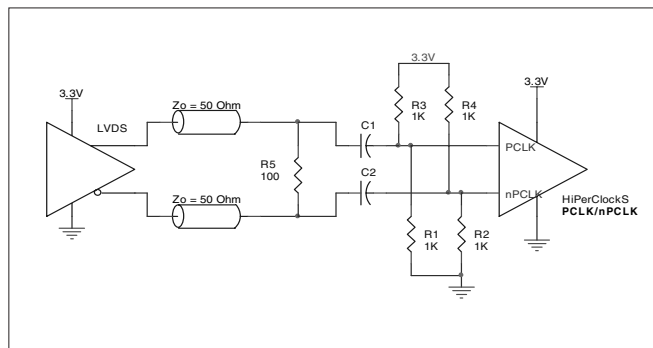 3.3V
LVDS
Zo = 50 Ohm
Zo = 50 Ohm
R5
100
C1
C2
3.3V
R3
1K
R4
1K
R1
1K
R2
1K
3.3V
PCLK
nPCLK
HiPerClockS
PCLK/nPCLK